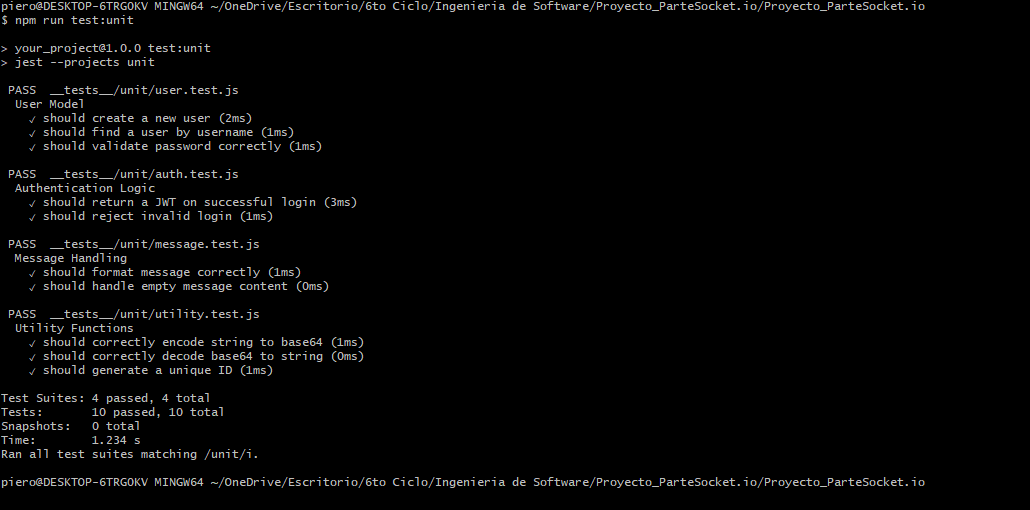 piero@DESKTOP-6TRGOKV MINGW64 ~/OneDrive/Escritorio/6to Ciclo/Ingenieria de Software/Proyecto_ParteSocket.io/Proyecto_ParteSocket.io
$ npm run test:unit
> your_project@1.0.0 test:unit
> jest --projects unit
PASS __tests__/unit/user.test.js
User Model
✓ should create a new user (2ms)
✓ should find a user by username (1ms)
✓ should validate password correctly (1ms)
PASS __tests__/unit/auth.test.js
Authentication Logic
✓ should return a JWT on successful login (3ms)
✓ should reject invalid login (1ms)
PASS __tests__/unit/message.test.js
Message Handling
✓ should format message correctly (1ms)
✓ should handle empty message content (0ms)
PASS __tests__/unit/utility.test.js
Utility Functions
✓ should correctly encode string to base64 (1ms)
✓ should correctly decode base64 to string (0ms)
✓ should generate a unique ID (1ms)
Test Suites: 4 passed, 4 total
Tests: 10 passed, 10 total
Snapshots: 0 total
Time: 1.234 s
Ran all test suites matching /unit/i.
piero@DESKTOP-6TRGOKV MINGW64 ~/OneDrive/Escritorio/6to Ciclo/Ingenieria de Software/Proyecto_ParteSocket.io/Proyecto_ParteSocket.io